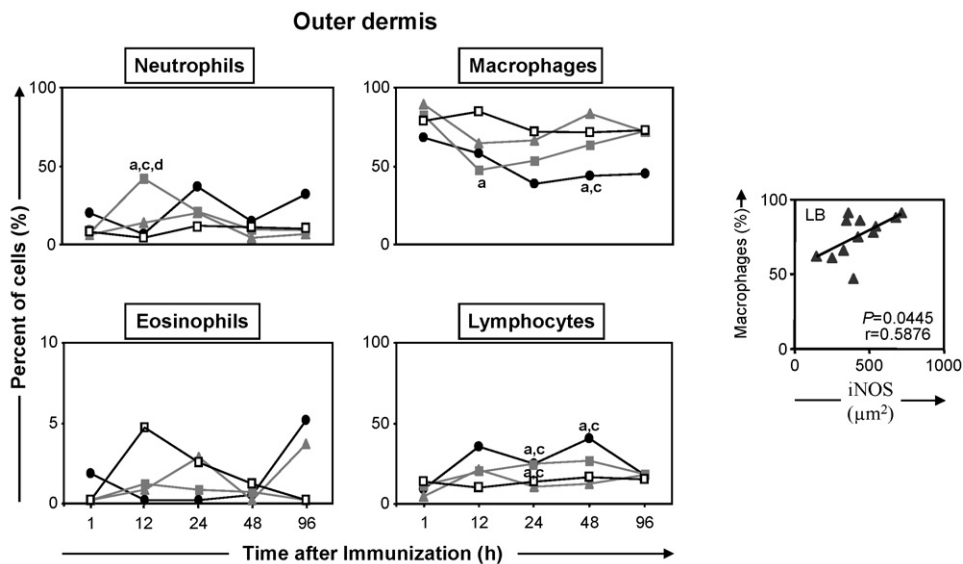 Outer dermis
Neutrophils
Macrophages
100
50
0
a,c,d
100
50
0
a
a,c
Eosinophils
Lymphocytes
10
5
0
1 12 24 48 96
100
50
0
a,c
a,c
a,c
1 12 24 48 96
Percent of cells (%)
Time after Immunization (h)
Macrophages (%)
100
50
0
LB
P=0.0445
r=0.5876
0 500 1000
iNOS
(μm²)